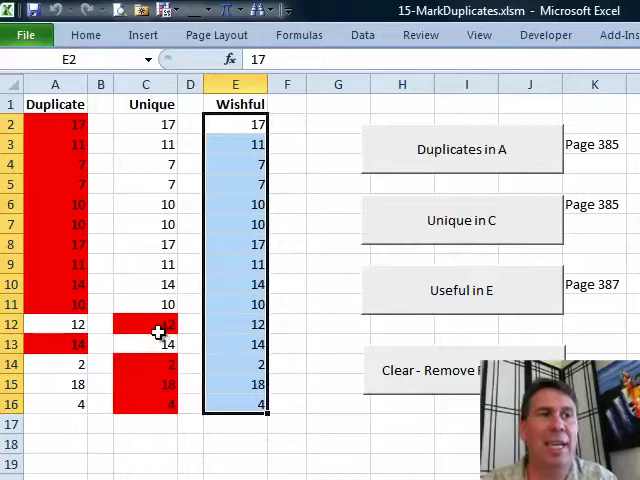 15-MarkDuplicates.xlsm - Microsoft Excel
File Home Insert Page Layout Formulas Data Review View Developer Add-Ins
E2 fx 17
A B C D E F G H I J K
1 Duplicate Unique Wishful
2 17 17 17
3 11 11 11
4 7 7 7
5 7 7 7
6 10 10 10
7 10 10 10
8 17 17 17
9 11 11 11
10 14 14 14
11 10 10 10
12 12 12 12
13 14 14 14
14 2 2 2
15 18 18 18
16 4 4 4
17
18
19
Duplicates in A Page 385
Unique in C Page 385
Useful in E Page 387
Clear - Remove